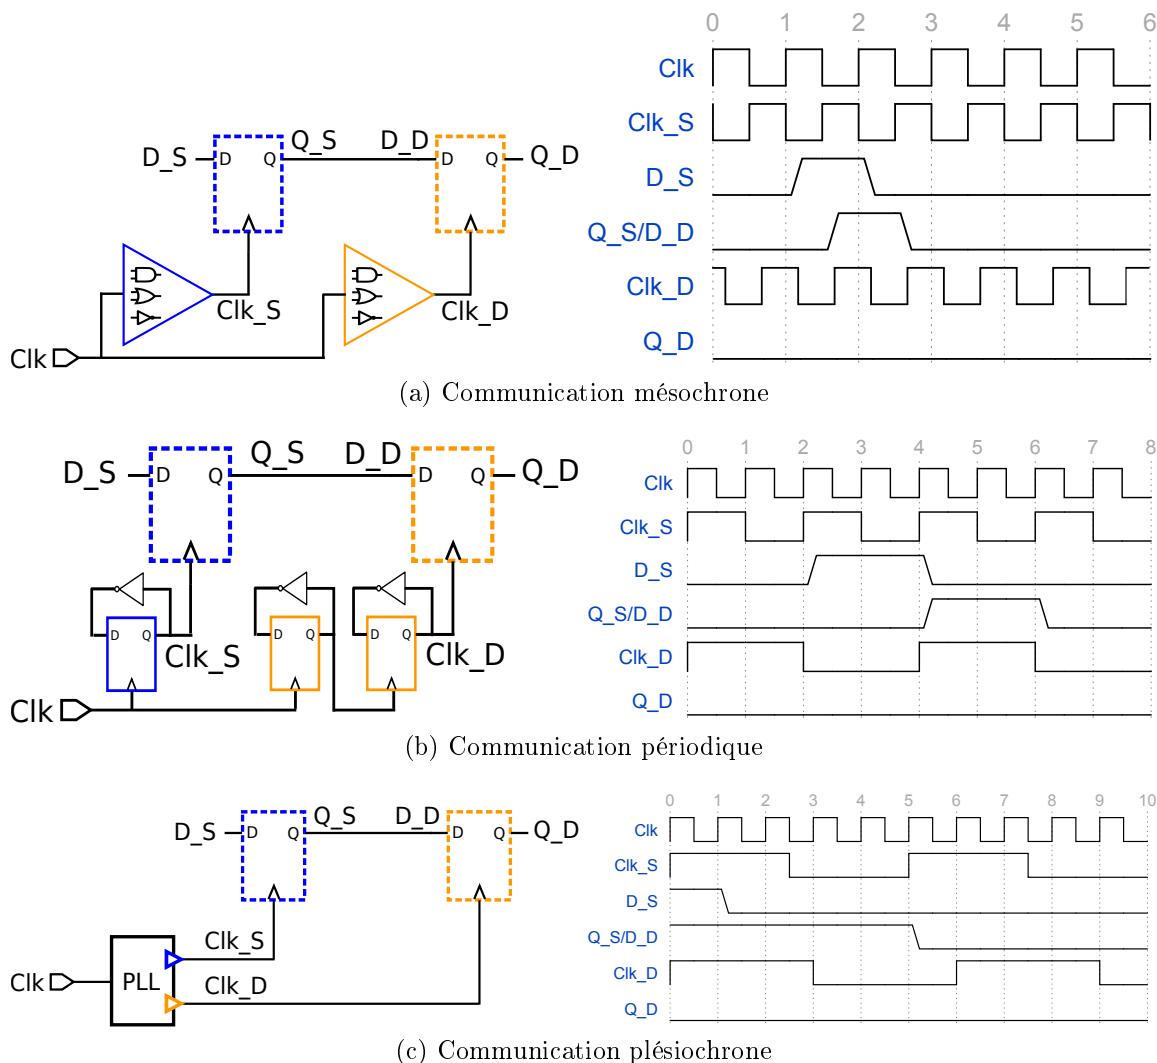 0 1 2 3 4 5 6
Clk
Clk_S
D_S
Q_S/D_D
Clk_D
Q_D
D_S
D Q
Q_S
D_D
D Q
Q_D
Clk_S
Clk_D
Clk
(a) Communication mésochrone
0 1 2 3 4 5 6 7 8
Clk
Clk_S
D_S
Q_S/D_D
Clk_D
Q_D
D_S
D Q
Q_S
D_D
D Q
Q_D
D Q
Clk_S
D Q
D Q
Clk_D
Clk
(b) Communication périodique
0 1 2 3 4 5 6 7 8 9 10
Clk
Clk_S
D_S
Q_S/D_D
Clk_D
Q_D
D_S
D Q
Q_S
D_D
D Q
Q_D
Clk
PLL
Clk_S
Clk_D
(c) Communication plésiochrone